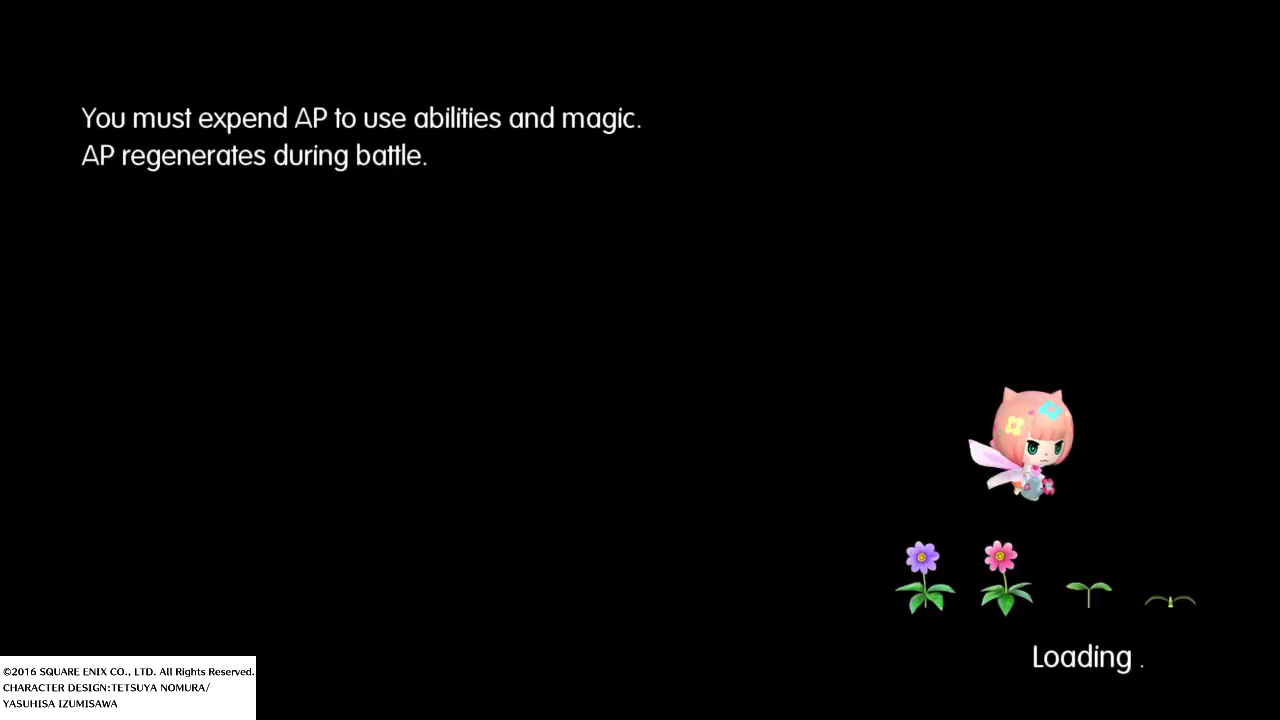 You must expend AP to use abilities and magic.
AP regenerates during battle.
Loading .
©2016 SQUARE ENIX CO., LTD. All Rights Reserved.
CHARACTER DESIGN:TETSUYA NOMURA/
YASUHISA IZUMISAWA